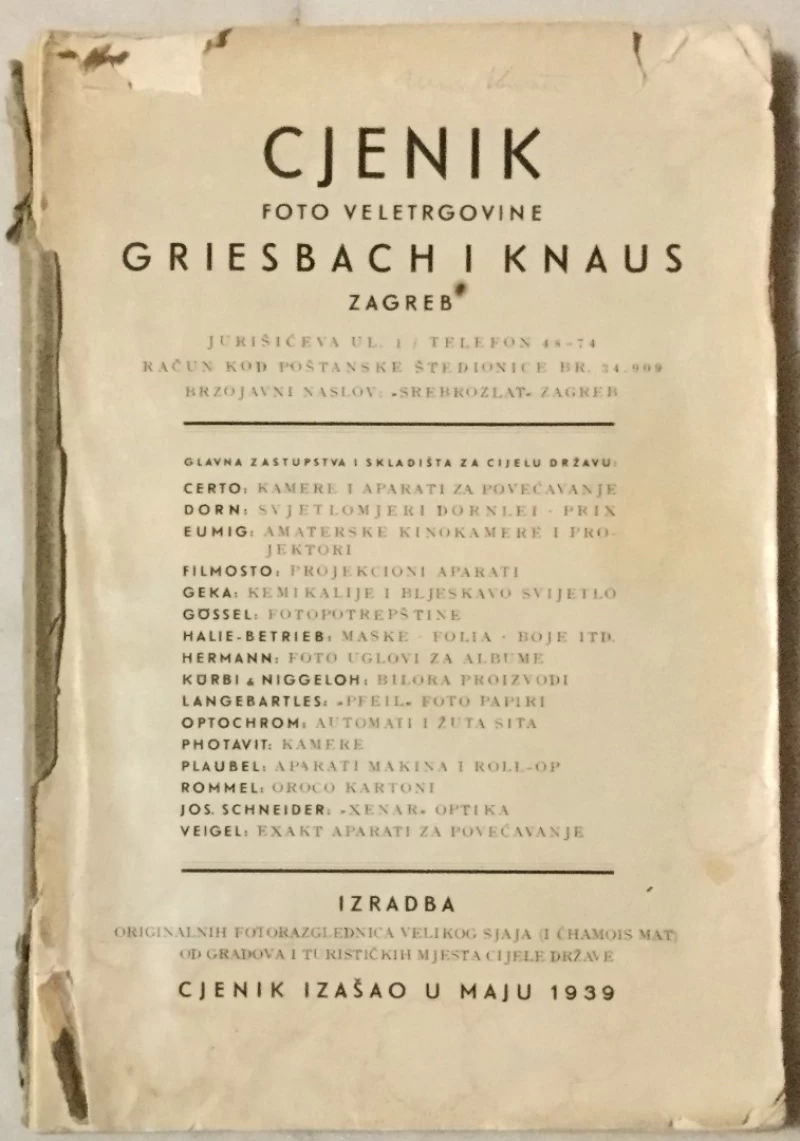 CJENIK
FOTO VELETRGOVINE
GRIESBACH I KNAUS
ZAGREB
JURIŠIĆEVA UL. 1 / TELEFON 48-74
RAČUN KOD POŠTANSKE ŠTEDIONICE BR. 34.909
BRZOJAVNI NASLOV: »SREBROZLAT« ZAGREB
GLAVNA ZASTUPSTVA I SKLADIŠTA ZA CIJELU DRŽAVU:
CERTO: KAMERE I APARATI ZA POVEĆAVANJE
DORN: SVJETLOMJERI DORNLEI - PRIX
EUMIG: AMATERSKE KINOKAMERE I PRO-
JEKTORI
FILMOSTO: PROJEKCIONI APARATI
GEKA: KEMIKALIJE I BLJESKAVO SVIJETLO
GÖSSEL: FOTOPOTREPŠTINE
HALIE-BETRIEB: MASKE - FOLIA - BOJE ITD.
HERMANN: FOTO UGLOVI ZA ALBUME
KÜRBI & NIGGELOH: BILORA PROIZVODI
LANGEBARTLES: »PFEIL« FOTO PAPIRI
OPTOCHROM: AUTOMATI I ŽUTA SITA
PHOTAVIT: KAMERE
PLAUBEL: APARATI MAKINA I ROLL-OP
ROMMEL: OROCO KARTONI
JOS. SCHNEIDER: »XENAR« OPTIKA
VEIGEL: EXAKT APARATI ZA POVEĆAVANJE
IZRADBA
ORIGINALNIH FOTORAZGLEDNICA VELIKOG SJAJA (I CHAMOIS MAT)
OD GRADOVA I TURISTIČKIH MJESTA CIJELE DRŽAVE
CJENIK IZAŠAO U MAJU 1939